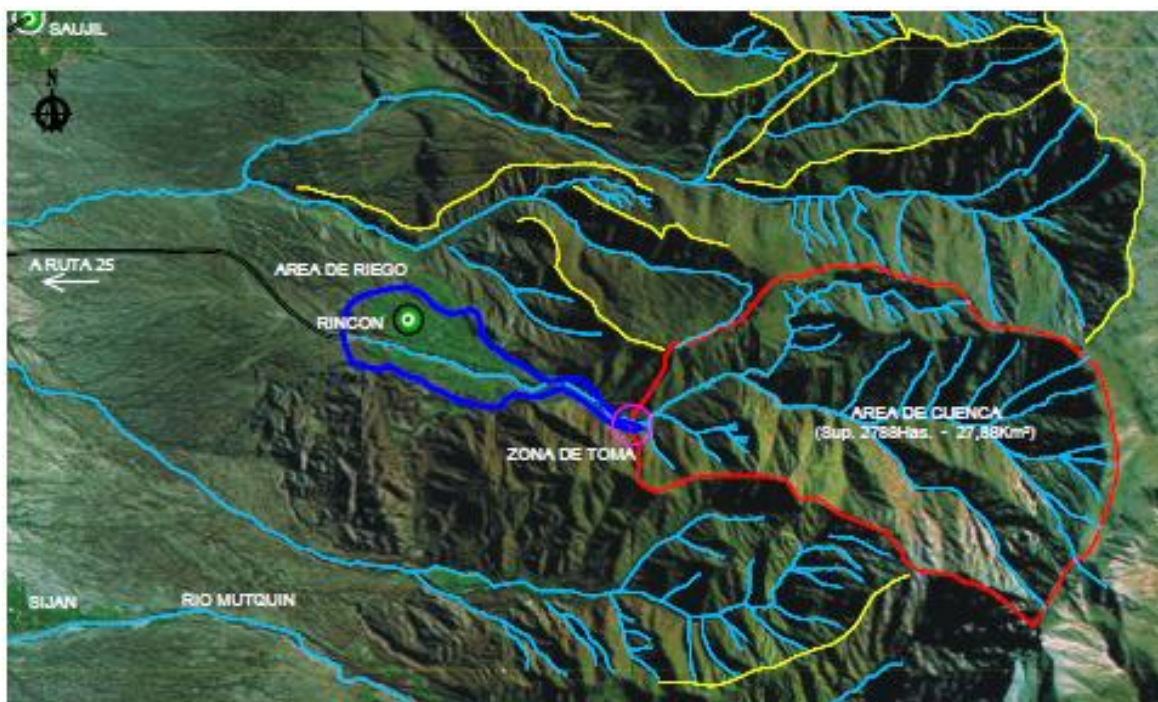 SAUJIL
N
A RUTA 25
AREA DE RIEGO
RINCON
AREA DE CUENCA
(Sup. 2788Has. - 27,88Km²)
ZONA DE TOMA
SIJAN
RIO MUTQUIN